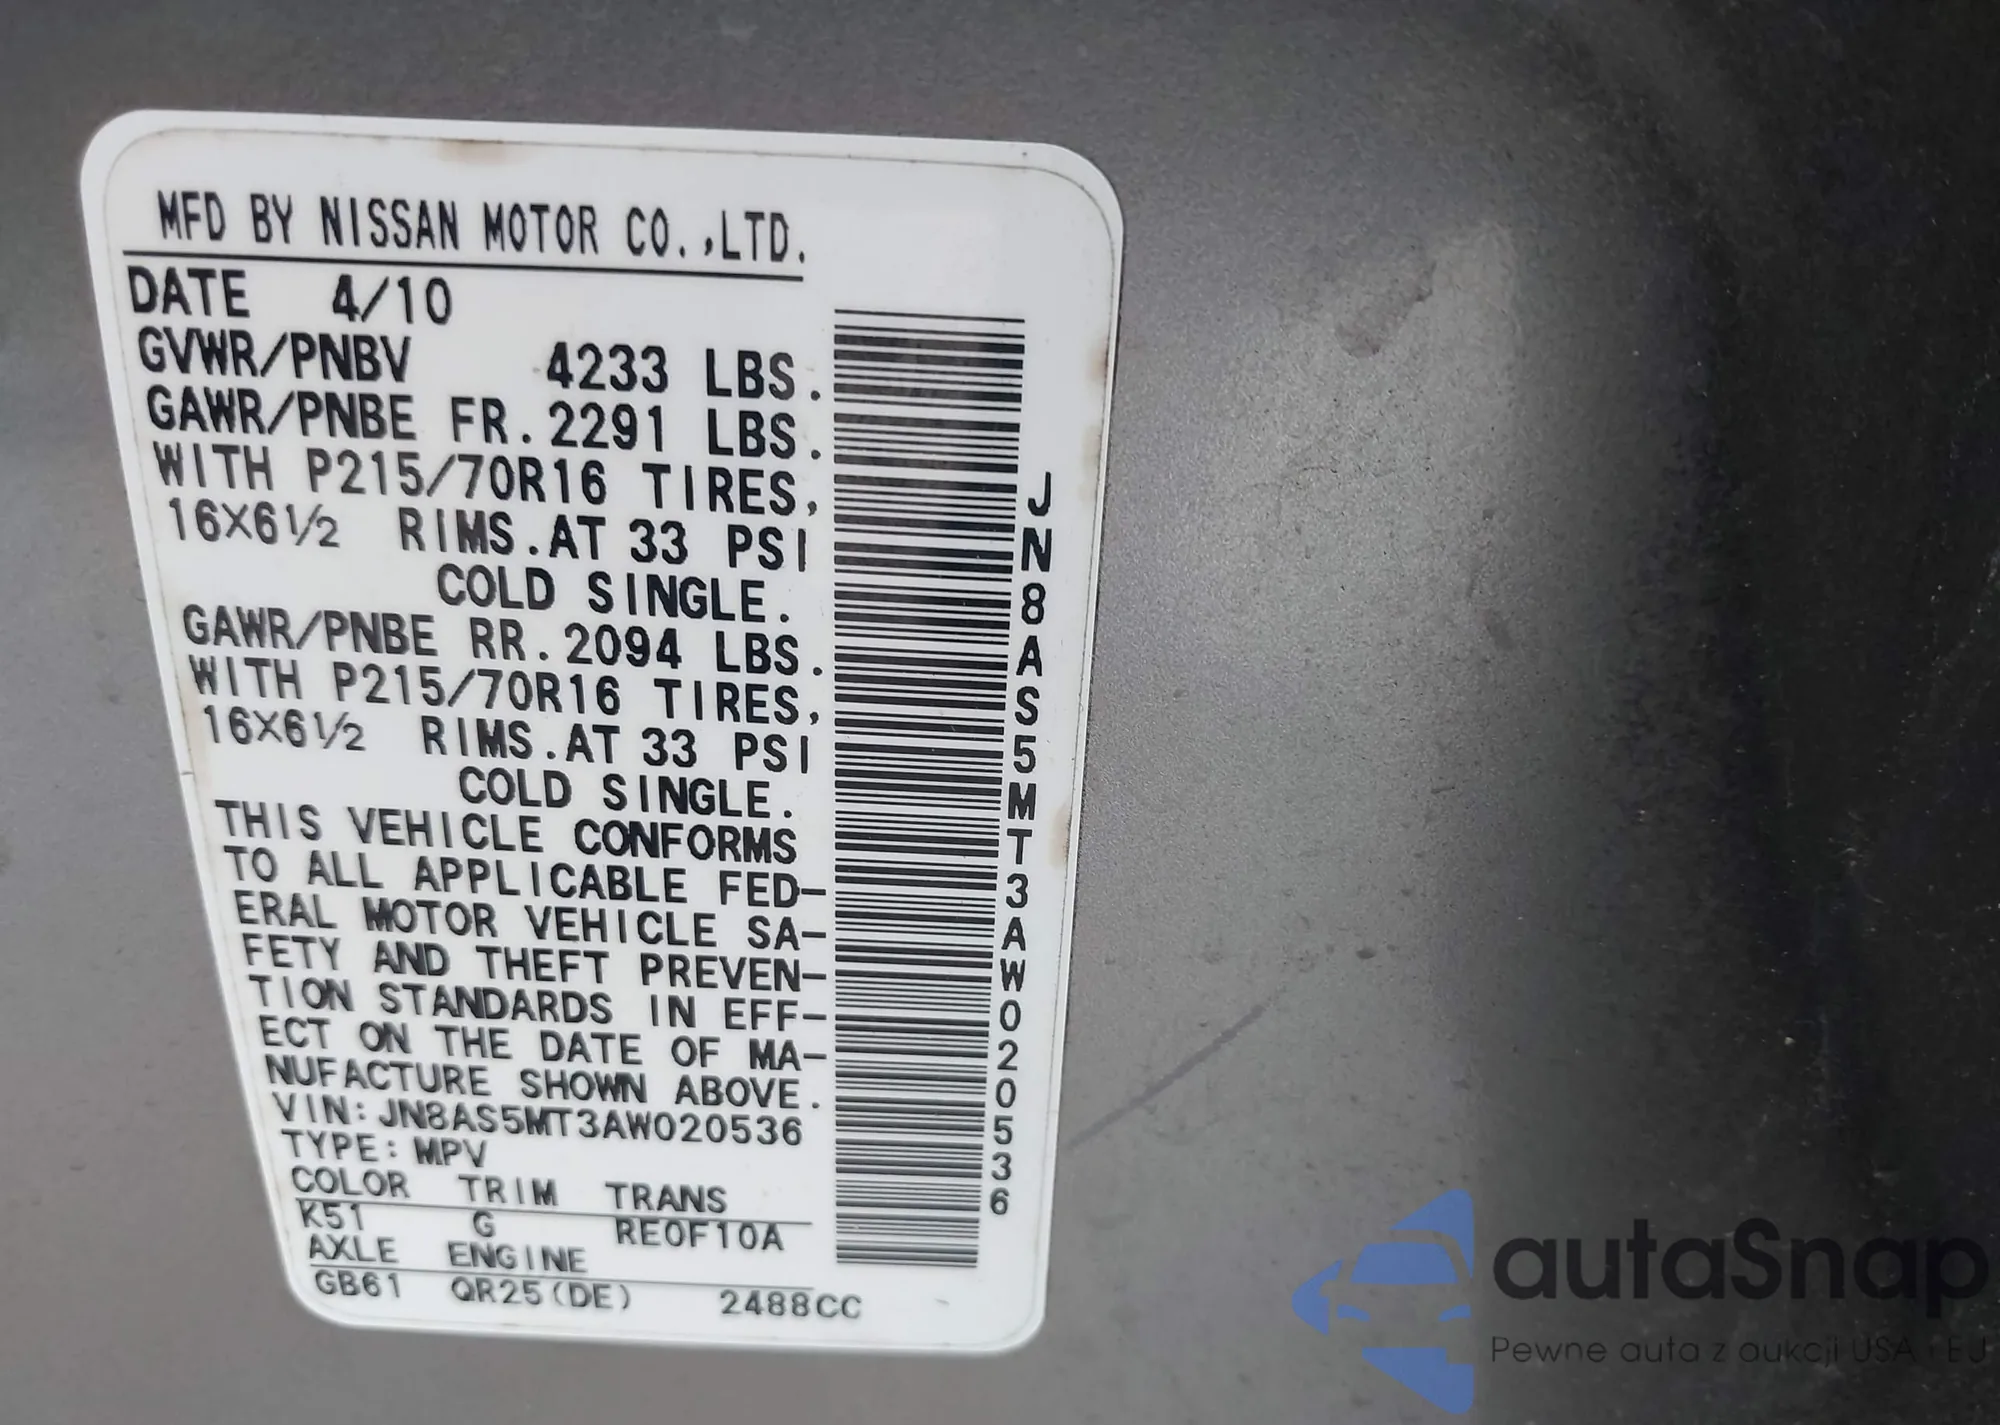 MFD BY NISSAN MOTOR CO.,LTD.
DATE 4/10
GVWR/PNBV 4233 LBS.
GAWR/PNBE FR.2291 LBS.
WITH P215/70R16 TIRES,
16X6½ RIMS.AT 33 PSI
COLD SINGLE.
GAWR/PNBE RR.2094 LBS.
WITH P215/70R16 TIRES,
16X6½ RIMS.AT 33 PSI
COLD SINGLE.
THIS VEHICLE CONFORMS
TO ALL APPLICABLE FED-
ERAL MOTOR VEHICLE SA-
FETY AND THEFT PREVEN-
TION STANDARDS IN EFF-
ECT ON THE DATE OF MA-
NUFACTURE SHOWN ABOVE.
VIN:JN8AS5MT3AW020536
TYPE:MPV
COLOR TRIM TRANS
K51 G RE0F10A
AXLE ENGINE
GB61 QR25(DE) 2488CC
JN8AS5MT3AW020536
autaSnap
Pewne auta z aukcji USA i EU